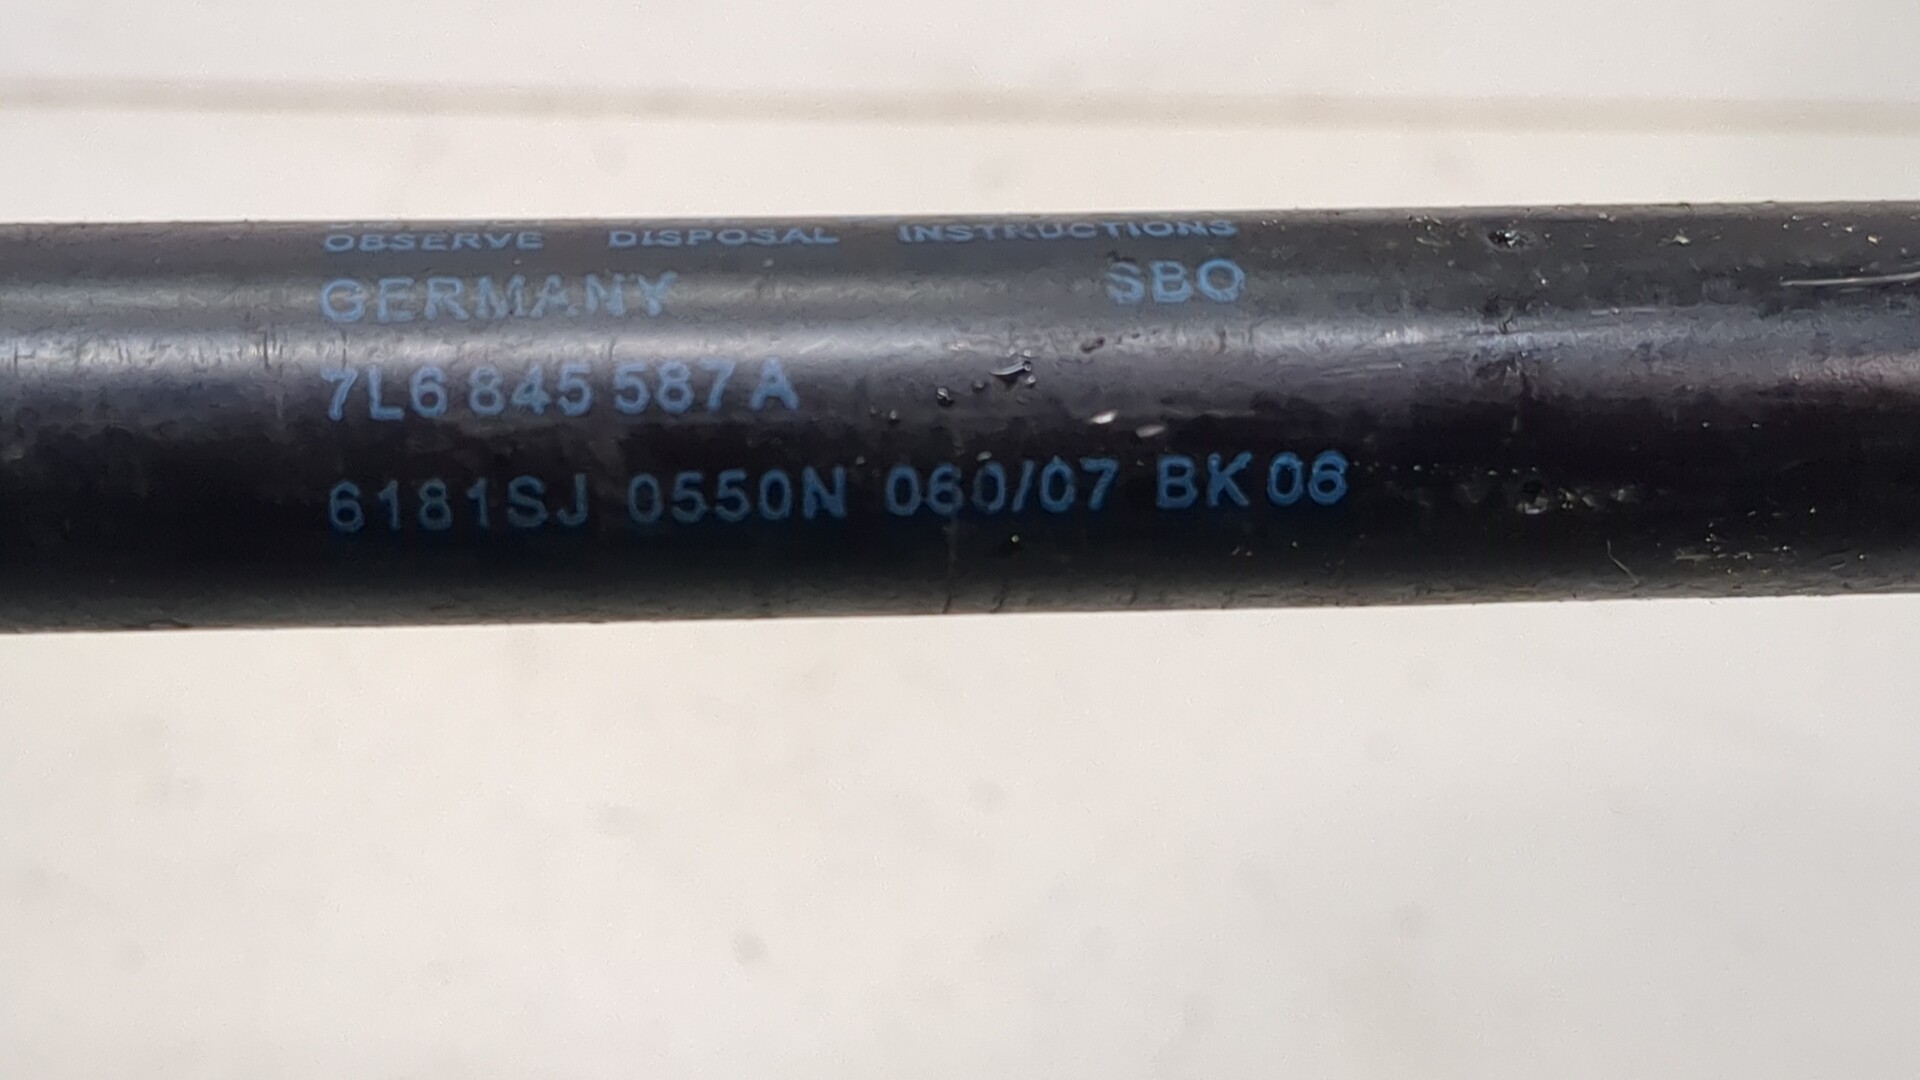 OBSERVE DISPOSAL INSTRUCTIONS
GERMANY SBO
7L6 845 587 A
6181SJ 0550N 060/07 BK 06